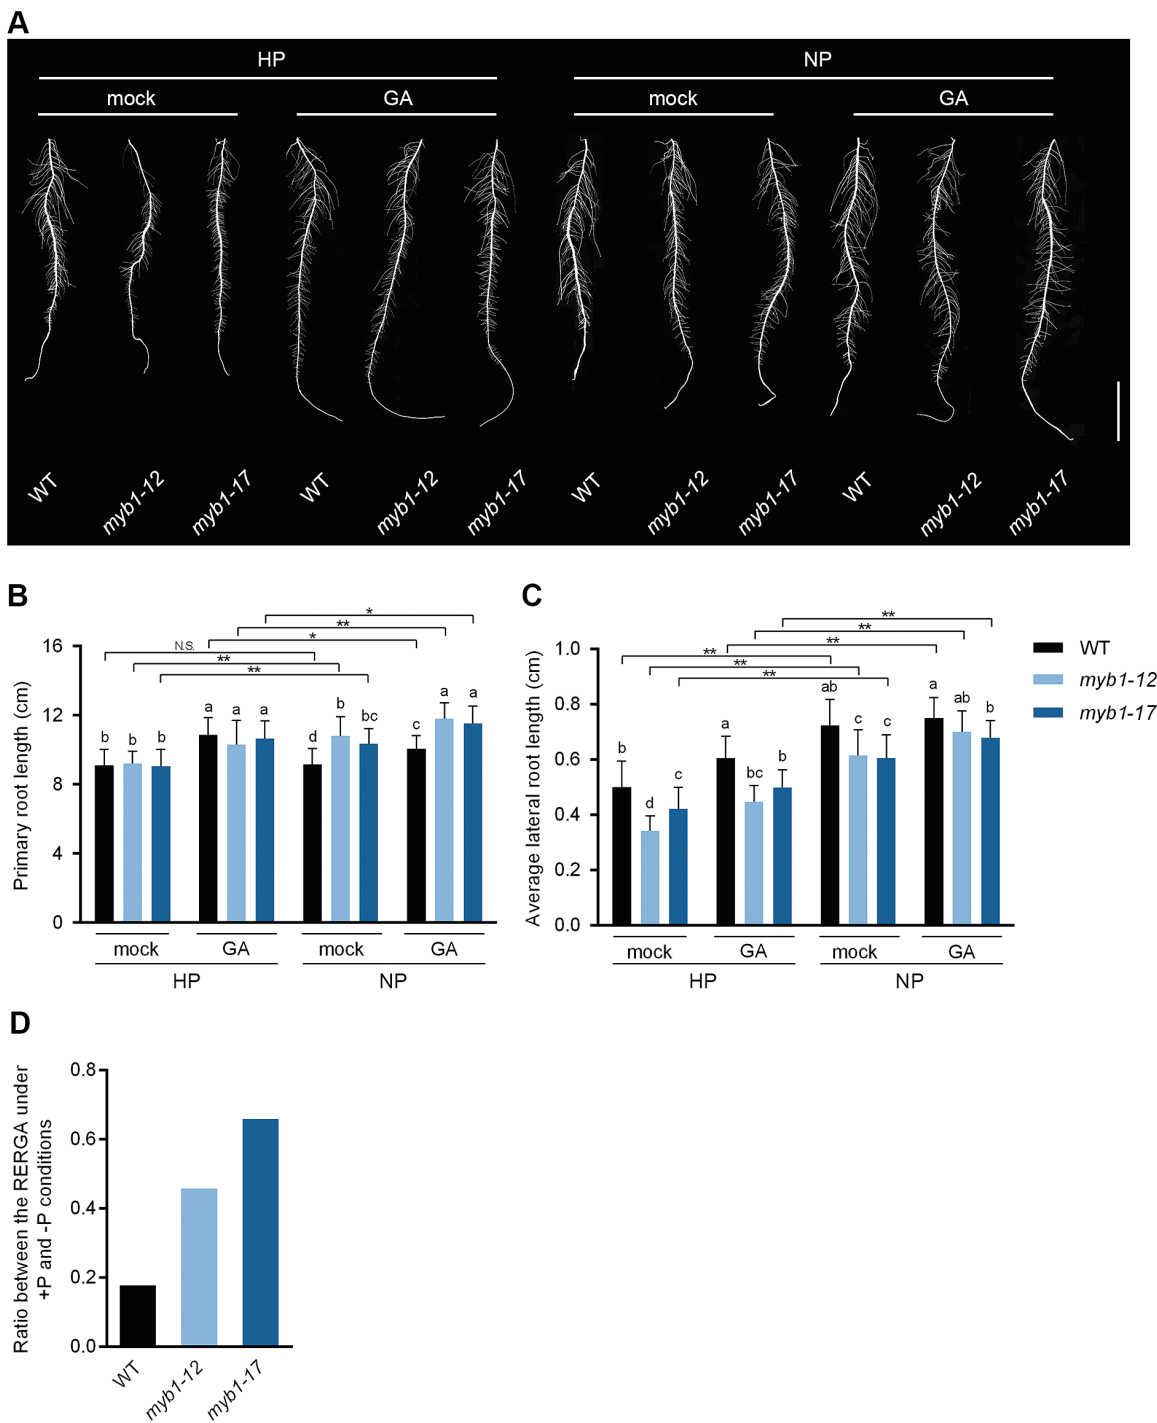 A
HP NP
mock GA mock GA
WT myb1-12 myb1-17 WT myb1-12 myb1-17 WT myb1-12 myb1-17 WT myb1-12 myb1-17
B
Primary root length (cm)
16
12
8
4
0
*
**
*
N.S.
**
**
b b b a a a d b bc c a a
mock GA mock GA
HP NP
C
Average lateral root length (cm)
1.0
0.8
0.6
0.4
0.2
0.0
**
**
**
**
**
**
b d c a bc b ab c c a ab b
mock GA mock GA
HP NP
WT
myb1-12
myb1-17
D
Ratio between the RERGA under
+P and -P conditions
0.8
0.6
0.4
0.2
0.0
WT myb1-12 myb1-17